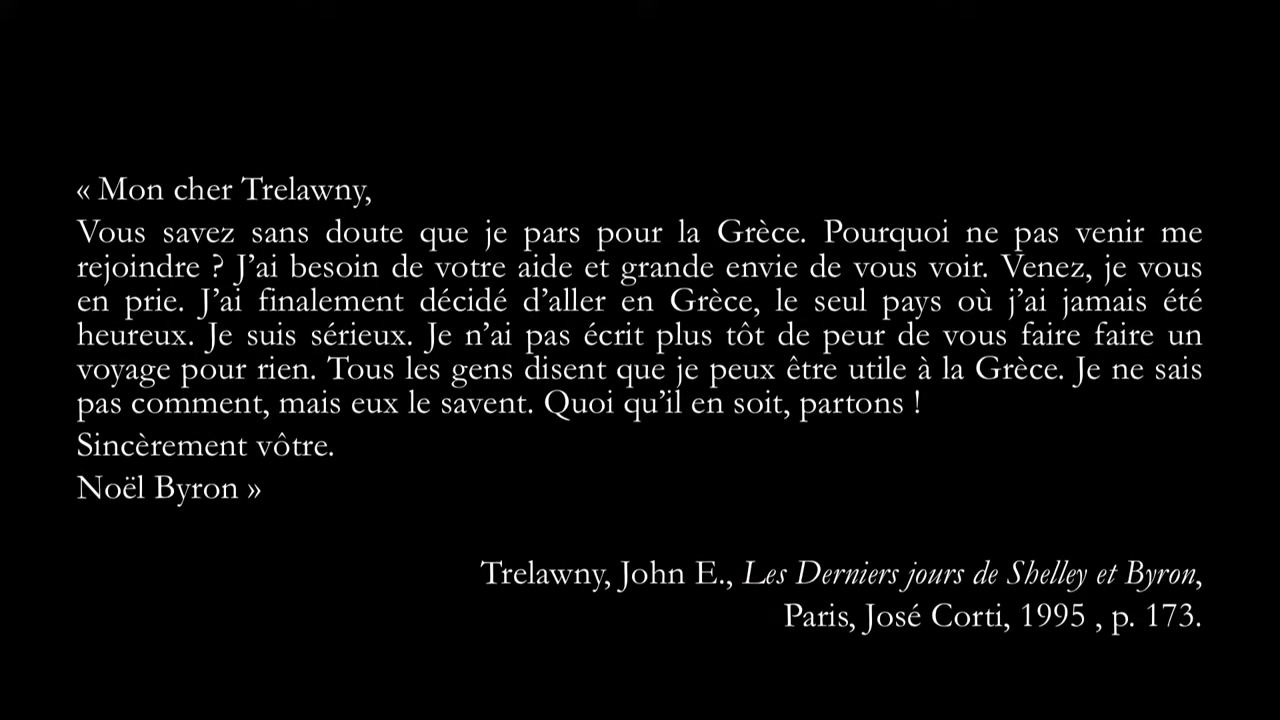 « Mon cher Trelawny,
Vous savez sans doute que je pars pour la Grèce. Pourquoi ne pas venir me
rejoindre ? J’ai besoin de votre aide et grande envie de vous voir. Venez, je vous
en prie. J’ai finalement décidé d’aller en Grèce, le seul pays où j’ai jamais été
heureux. Je suis sérieux. Je n’ai pas écrit plus tôt de peur de vous faire faire un
voyage pour rien. Tous les gens disent que je peux être utile à la Grèce. Je ne sais
pas comment, mais eux le savent. Quoi qu’il en soit, partons !
Sincèrement vôtre.
Noël Byron »
Trelawny, John E., Les Derniers jours de Shelley et Byron,
Paris, José Corti, 1995 , p. 173.